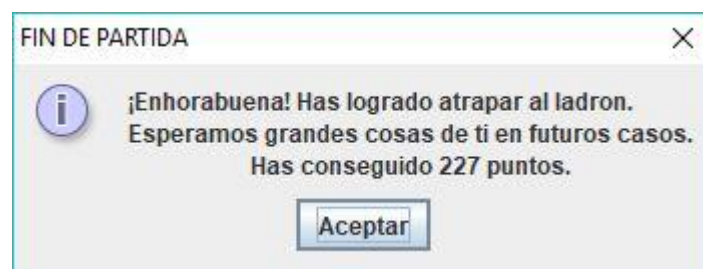 FIN DE PARTIDA
¡Enhorabuena! Has logrado atrapar al ladron.
Esperamos grandes cosas de ti en futuros casos.
Has conseguido 227 puntos.
Aceptar